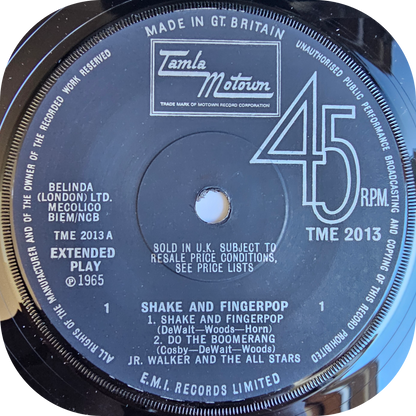 MADE IN GT. BRITAIN
ALL RIGHTS OF THE MANUFACTURER AND OF THE OWNER OF THE RECORDED WORK RESERVED
UNAUTHORISED PUBLIC PERFORMANCE BROADCASTING AND COPYING OF THIS RECORD PROHIBITED
Tamla
Motown
TRADE MARK OF MOTOWN RECORD CORPORATION
45
R.P.M.
TME 2013
BELINDA
(LONDON) LTD.
MECOLICO
BIEM/NCB
TME 2013A
EXTENDED
PLAY
℗ 1965
SOLD IN U.K. SUBJECT TO
RESALE PRICE CONDITIONS,
SEE PRICE LISTS
1 SHAKE AND FINGERPOP 1
1. SHAKE AND FINGERPOP
(DeWalt—Woods—Horn)
2. DO THE BOOMERANG
(Cosby—DeWalt—Woods)
JR. WALKER AND THE ALL STARS
E.M.I. RECORDS LIMITED